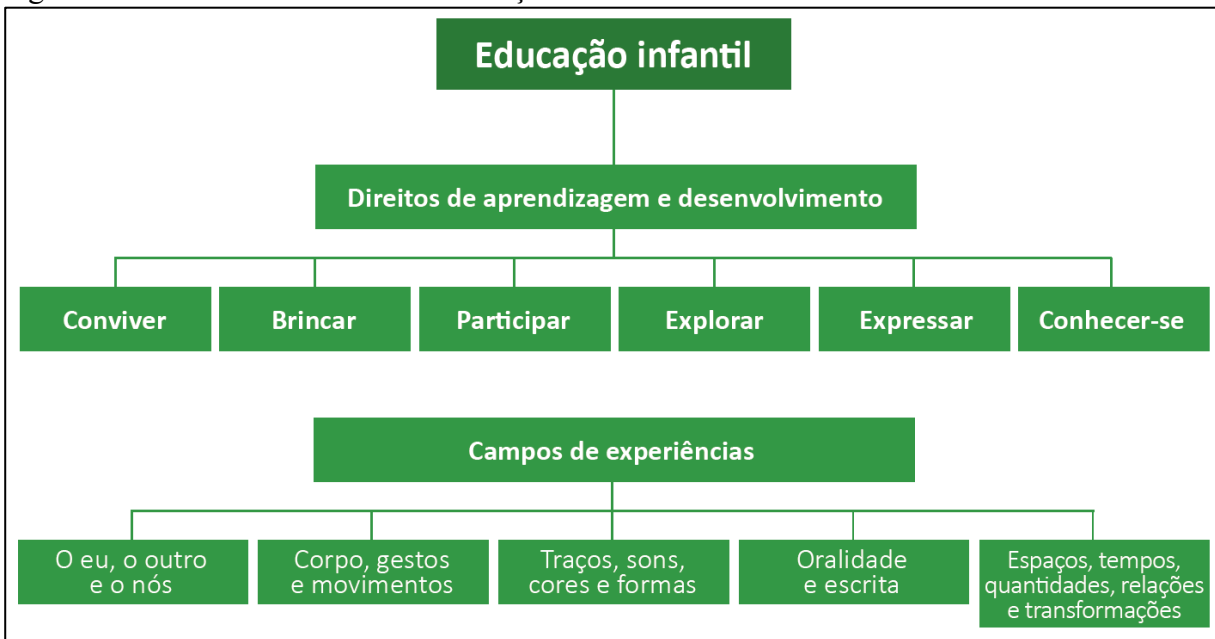 Educação infantil
Direitos de aprendizagem e desenvolvimento
Conviver
Brincar
Participar
Explorar
Expressar
Conhecer-se
Campos de experiências
O eu, o outro
e o nós
Corpo, gestos
e movimentos
Traços, sons,
cores e formas
Oralidade
e escrita
Espaços, tempos,
quantidades, relações
e transformações